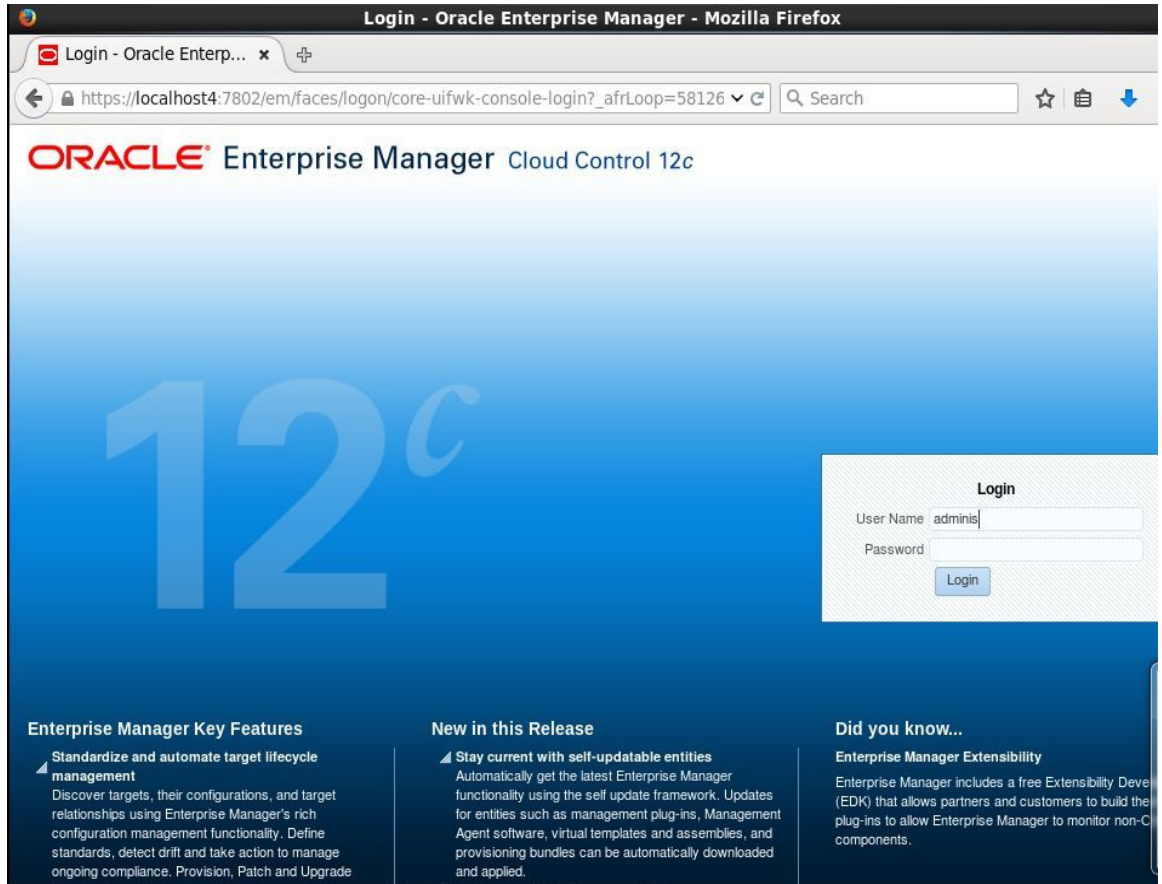 Login - Oracle Enterprise Manager - Mozilla Firefox
Login - Oracle Enterp...
https://localhost4:7802/em/faces/logon/core-uifwk-console-login?_afrLoop=58126
Search
ORACLE® Enterprise Manager Cloud Control 12c
12c
Login
User Name adminis
Password
Login
Enterprise Manager Key Features
Standardize and automate target lifecycle
management
Discover targets, their configurations, and target
relationships using Enterprise Manager's rich
configuration management functionality. Define
standards, detect drift and take action to manage
ongoing compliance. Provision, Patch and Upgrade
New in this Release
Stay current with self-updatable entities
Automatically get the latest Enterprise Manager
functionality using the self update framework. Updates
for entities such as management plug-ins, Management
Agent software, virtual templates and assemblies, and
provisioning bundles can be automatically downloaded
and applied.
Did you know...
Enterprise Manager Extensibility
Enterprise Manager includes a free Extensibility Deve
(EDK) that allows partners and customers to build the
plug-ins to allow Enterprise Manager to monitor non-
components.